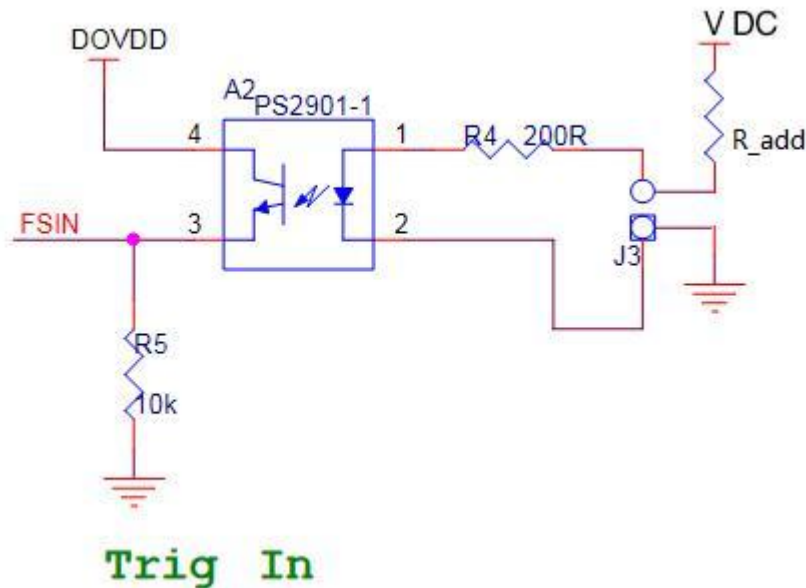 V DC
DOVDD
A2 PS2901-1
4
1
R4 200R
R_add
FSIN
3
2
J3
R5
10k
Trig In